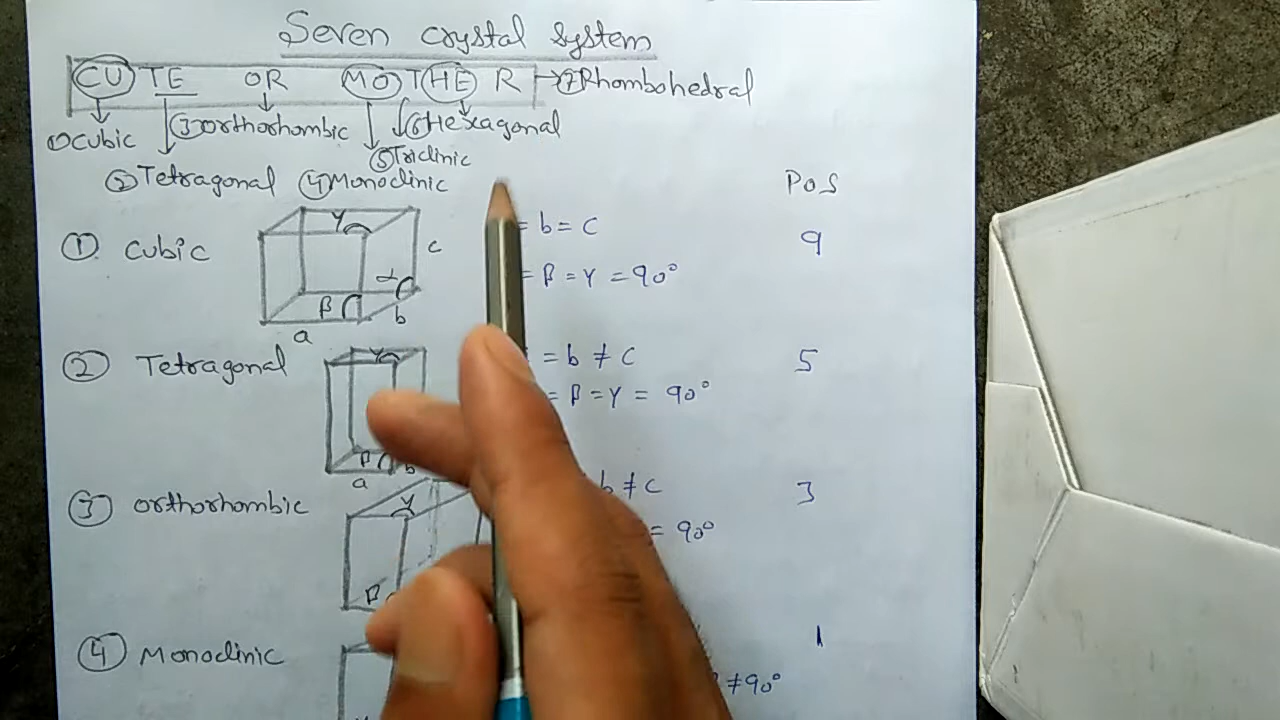 Seven crystal system
CU TE OR MO T HE R → ⑦ Rhombohedral
① Cubic ③ orthorhombic ⑥ Hexagonal
⑤ Triclinic
② Tetragonal ④ Monoclinic
POS
① Cubic γ c α β b a = b = c 9
= β = γ = 90°
② Tetragonal γ β b a = b ≠ c 5
= β = γ = 90°
③ orthorhombic γ β b ≠ c 3
= 90°
④ Monoclinic 1
≠ 90°